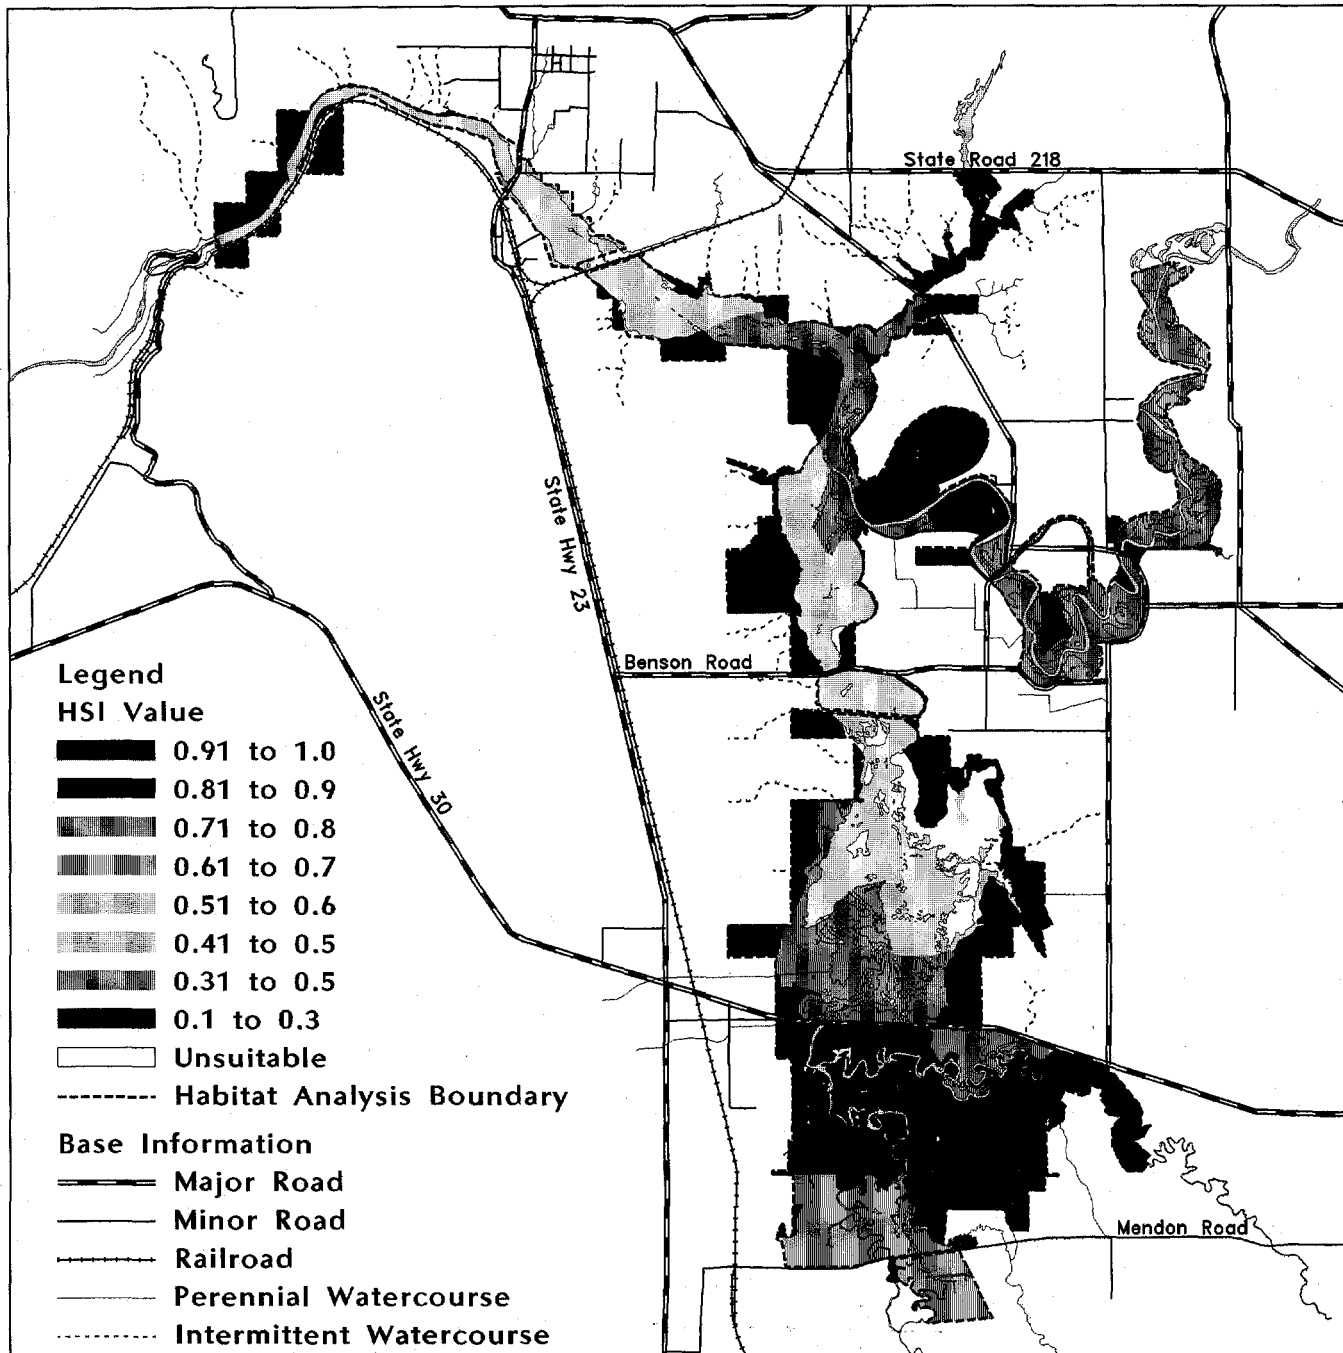 State Road 218
State Hwy 23
Benson Road
State Hwy 30
Mendon Road
Legend
HSI Value
0.91 to 1.0
0.81 to 0.9
0.71 to 0.8
0.61 to 0.7
0.51 to 0.6
0.41 to 0.5
0.31 to 0.5
0.1 to 0.3
Unsuitable
Habitat Analysis Boundary
Base Information
Major Road
Minor Road
Railroad
Perennial Watercourse
Intermittent Watercourse